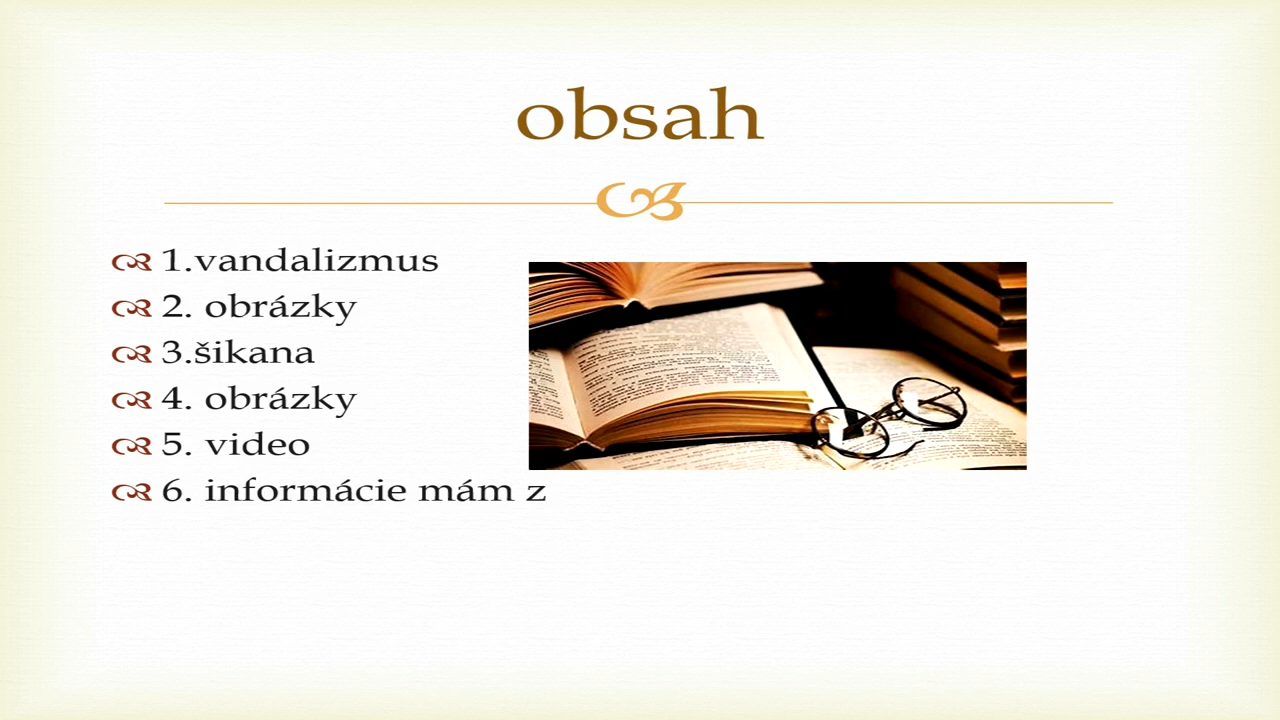 obsah
1.vandalizmus
2. obrázky
3.šikana
4. obrázky
5. video
6. informácie mám z